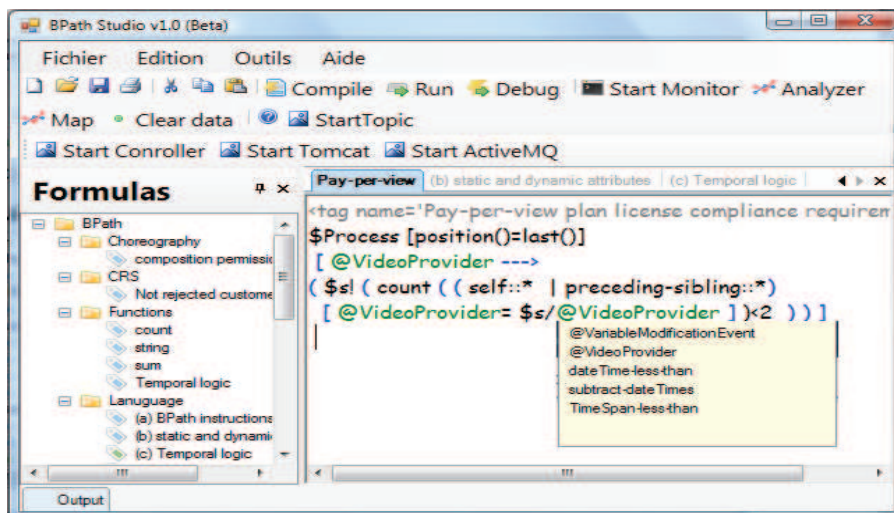 BPath Studio v1.0 (Beta)
Fichier Edition Outils Aide
Compile Run Debug Start Monitor Analyzer
Map Clear data StartTopic
Start Conroller Start Tomcat Start ActiveMQ
Formulas
BPath
Choreography
composition permissic
CRS
Not rejected custome
Functions
count
string
sum
Temporal logic
Lanuguage
(a) BPath instructions
(b) static and dynami
(c) Temporal logic
Pay-per-view (b) static and dynamic attributes (c) Temporal logic
<tag name='Pay-per-view plan license compliance requirem
$Process [position()=last()]
[ @VideoProvider --->
( $s! ( count ( ( self::* | preceding-sibling::*)
[ @VideoProvider= $s/@VideoProvider ] )<2 ) ) ]
@VariableModificationEvent
@VideoProvider
dateTime-less-than
subtract-dateTimes
TimeSpan-less-than
Output